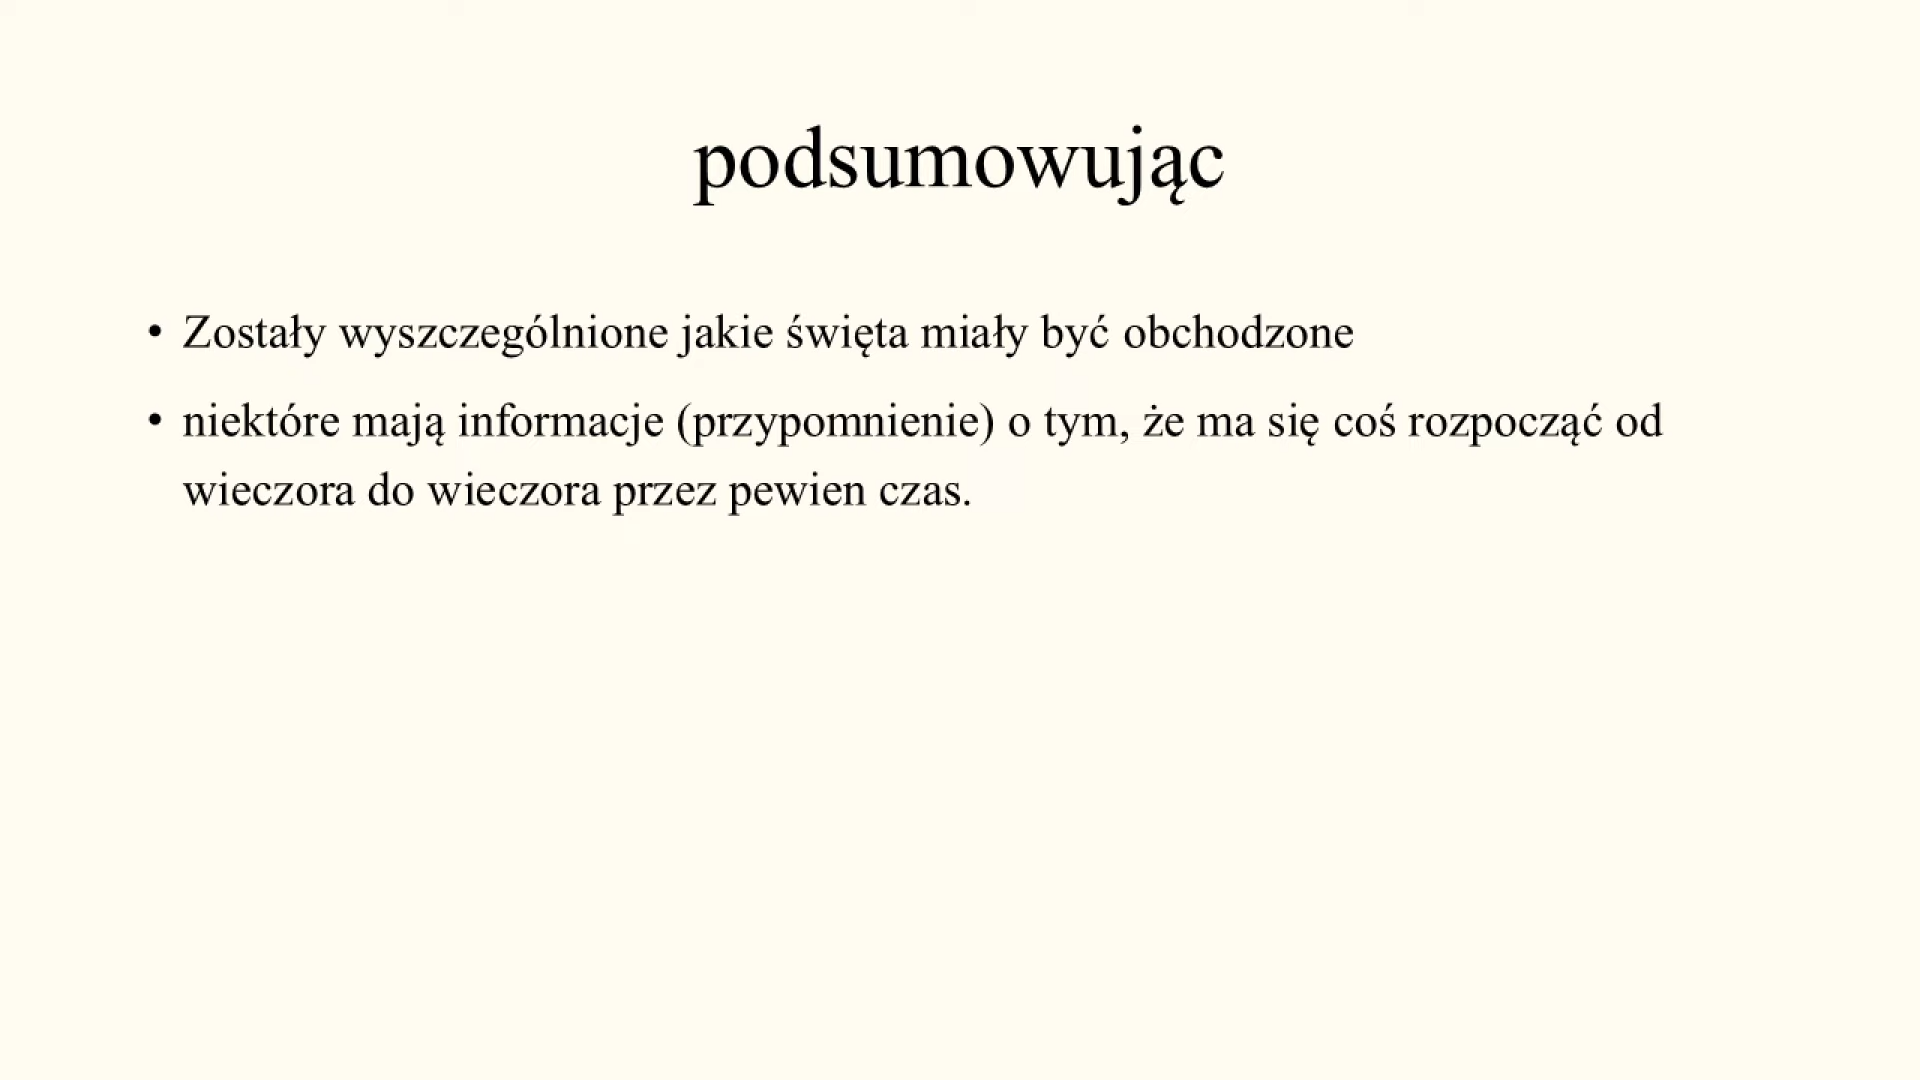 podsumowując
• Zostały wyszczególnione jakie święta miały być obchodzone
• niektóre mają informacje (przypomnienie) o tym, że ma się coś rozpocząć od
wieczora do wieczora przez pewien czas.